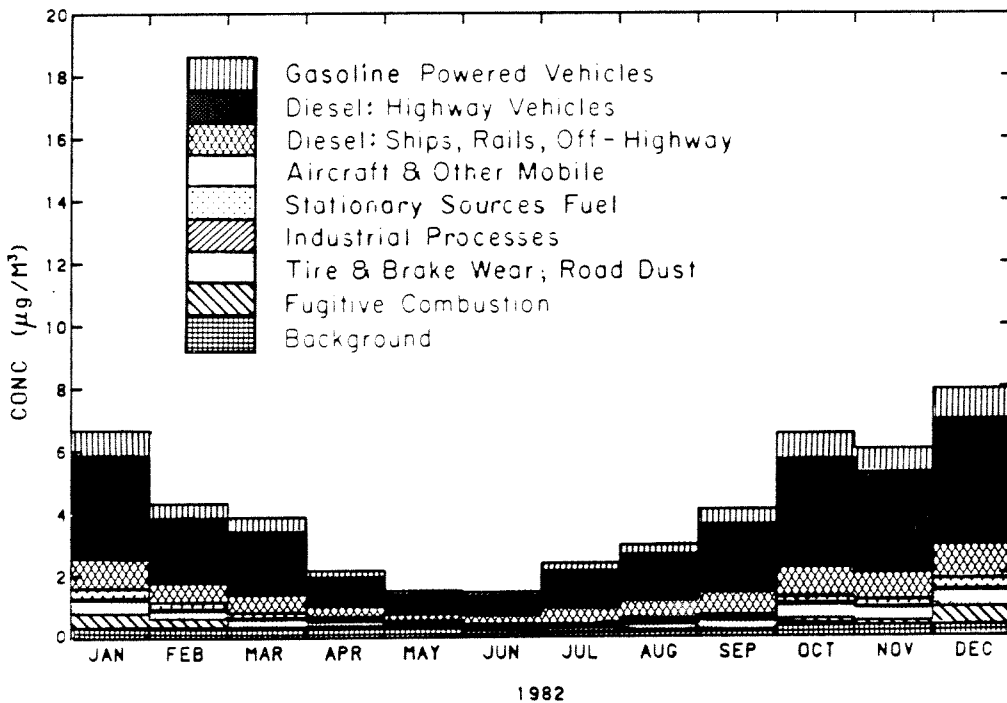 20
18
16
14
12
10
8
6
4
2
0
CONC (µg/M³)
Gasoline Powered Vehicles
Diesel: Highway Vehicles
Diesel: Ships, Rails, Off-Highway
Aircraft & Other Mobile
Stationary Sources Fuel
Industrial Processes
Tire & Brake Wear; Road Dust
Fugitive Combustion
Background
JAN FEB MAR APR MAY JUN JUL AUG SEP OCT NOV DEC
1982